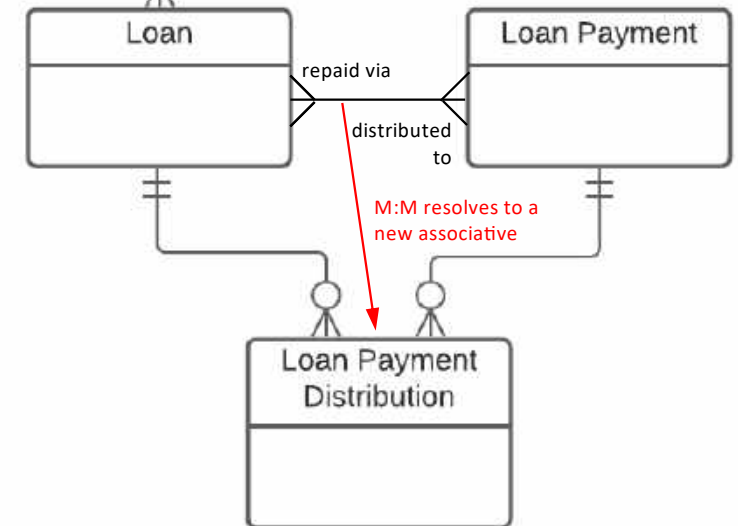 Loan
Loan Payment
repaid via
distributed
to
M:M resolves to a
new associative
Loan Payment
Distribution